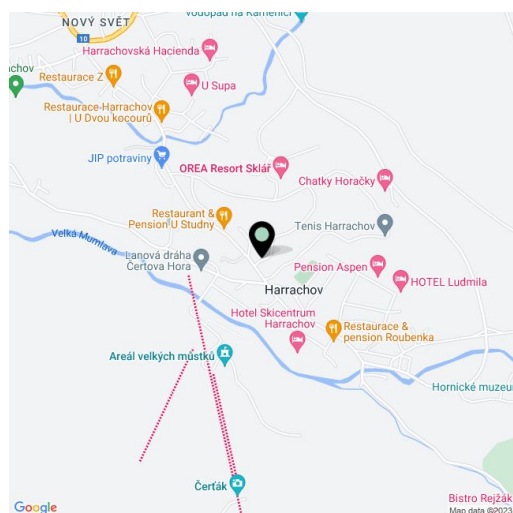 vodopád na Kamenici
NOVÝ SVĚT
10
Harrachovská Hacienda
achov
Restaurace Z
U Supa
Restaurace-Harrachov
| U Dvou kocourů
JIP potraviny
OREA Resort Sklář
Chatky Horačky
Restaurant &
Pension U Studny
Tenis Harrachov
Velká Mumlava
Lanová dráha
Čertova Hora
Pension Aspen
HOTEL Ludmila
Harrachov
Hotel Skicentrum
Harrachov
Restaurace &
pension Roubenka
Areál velkých můstků
Hornické muzeu
Čerťák
Bistro Rejžák
Google
Map data ©2023